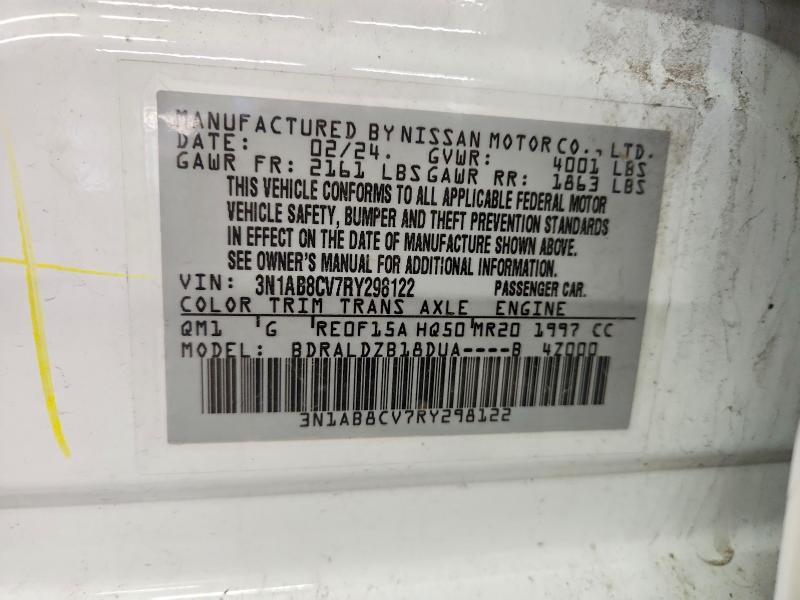 MANUFACTURED BY NISSAN MOTOR CO., LTD.
DATE: 02/24. GVWR: 4001 LBS
GAWR FR: 2161 LBS GAWR RR: 1863 LBS
THIS VEHICLE CONFORMS TO ALL APPLICABLE FEDERAL MOTOR
VEHICLE SAFETY, BUMPER AND THEFT PREVENTION STANDARDS
IN EFFECT ON THE DATE OF MANUFACTURE SHOWN ABOVE.
SEE OWNER'S MANUAL FOR ADDITIONAL INFORMATION.
VIN: 3N1AB8CV7RY298122 PASSENGER CAR.
COLOR TRIM TRANS AXLE ENGINE
QM1 G RE0F15A HQ50 MR20 1997 CC
MODEL: BDRALDZB18DUA----B 4Z000
3N1AB8CV7RY298122